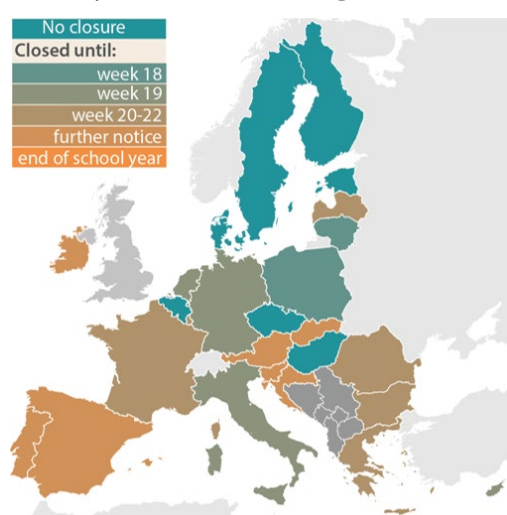 No closure
Closed until:
week 18
week 19
week 20-22
further notice
end of school year